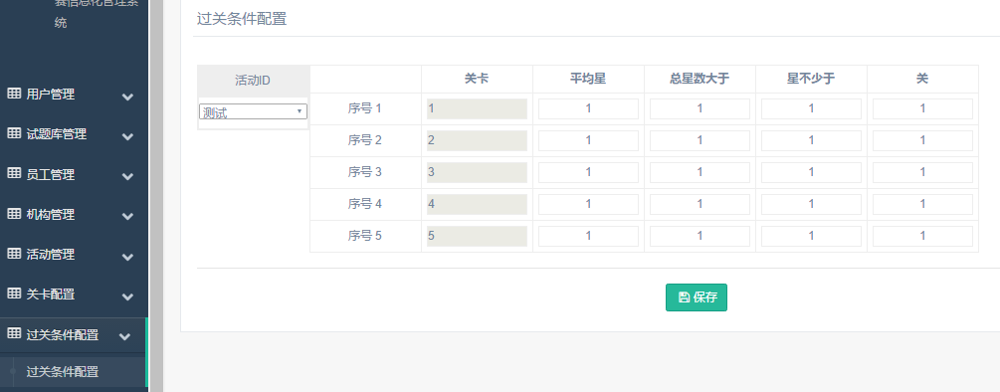 赛信息化管理系
统
用户管理
试题库管理
员工管理
机构管理
活动管理
关卡配置
过关条件配置
过关条件配置
过关条件配置
活动ID
测试
关卡 平均星 总星数大于 星不少于 关
序号 1 1 1 1 1 1
序号 2 2 1 1 1 1
序号 3 3 1 1 1 1
序号 4 4 1 1 1 1
序号 5 5 1 1 1 1
保存